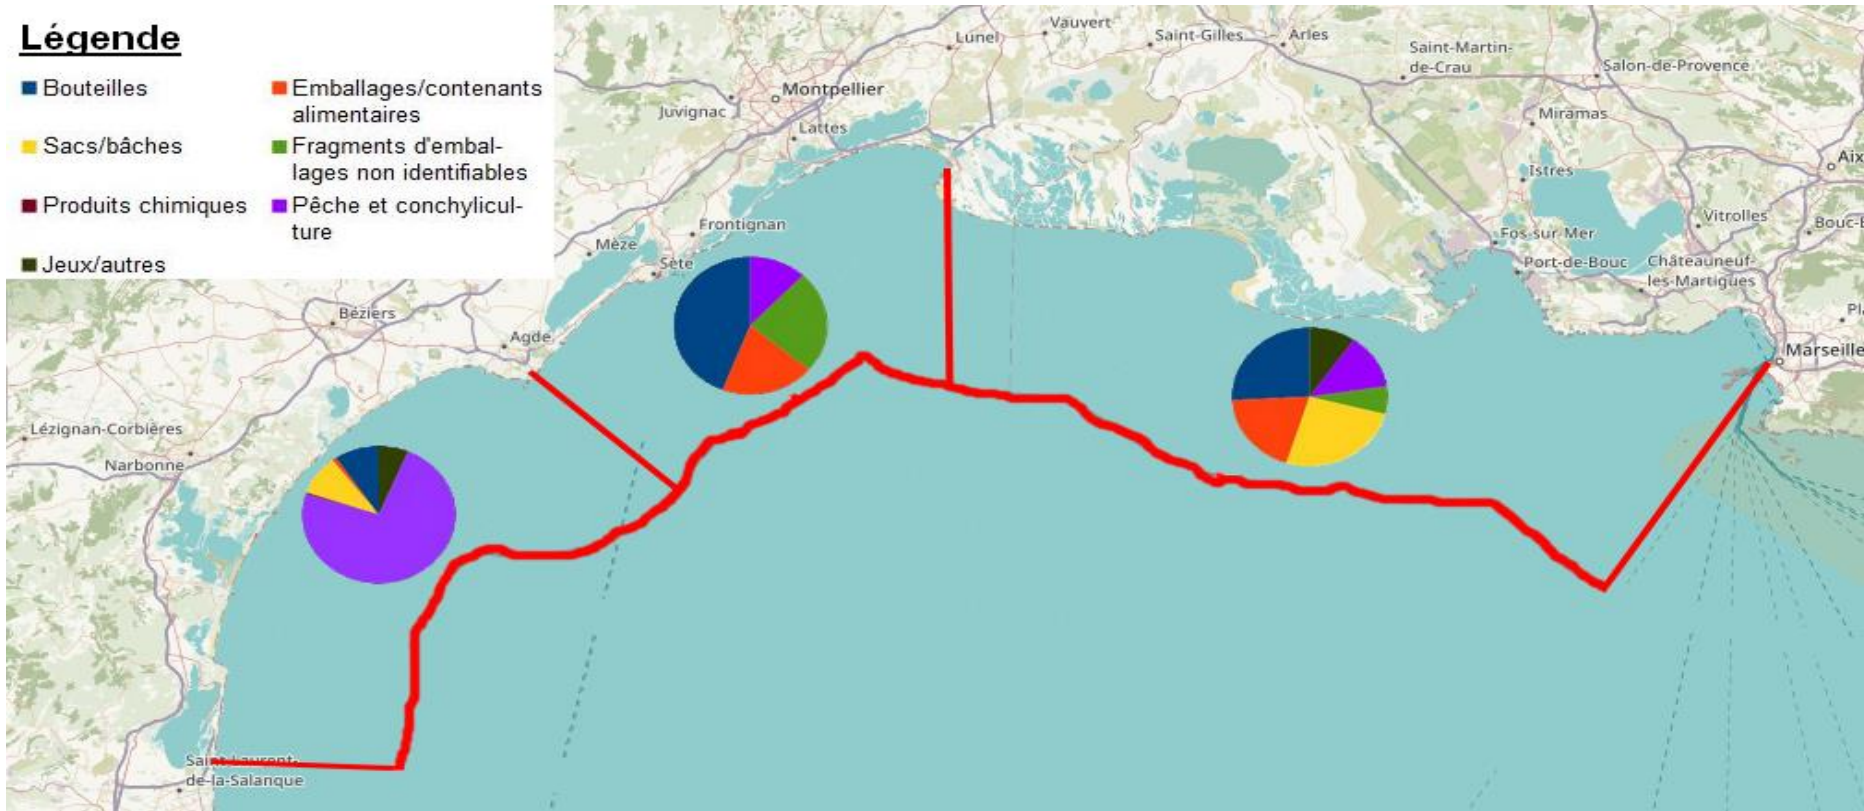 Légende
Bouteilles
Emballages/contenants
alimentaires
Sacs/bâches
Fragments d'embal-
lages non identifiables
Produits chimiques
Pêche et conchylicul-
ture
Jeux/autres
Vauvert
Lunel
Saint-Gilles
Arles
Saint-Martin-
de-Crau
Salon-de-Provence
Montpellier
Juvignac
Lattes
Miramas
Aix
Istres
Frontignan
Vitrolles
Bouc-B
Mèze
Fos-sur-Mer
Sète
Port-de-Bouc
Châteauneuf-
les-Martigues
Béziers
Pl
Agde
Marseille
Lézignan-Corbières
Narbonne
Saint-Laurent-
de-la-Salanque